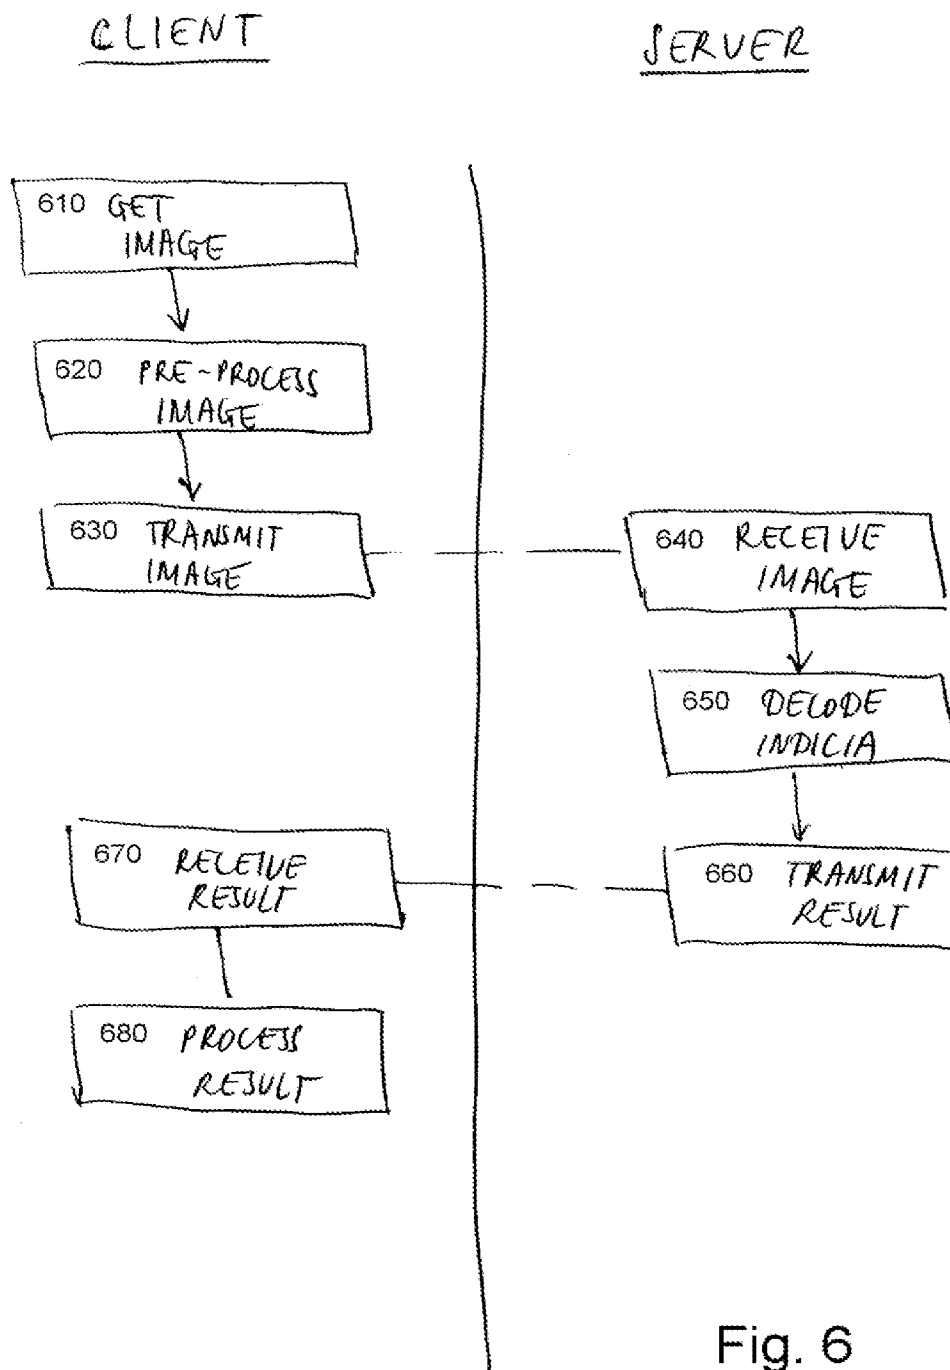 CLIENT
SERVER
610 GET
IMAGE
620 PRE-PROCESS
IMAGE
630 TRANSMIT
IMAGE
640 RECEIVE
IMAGE
650 DECODE
INDICIA
660 TRANSMIT
RESULT
670 RECEIVE
RESULT
680 PROCESS
RESULT
Fig. 6